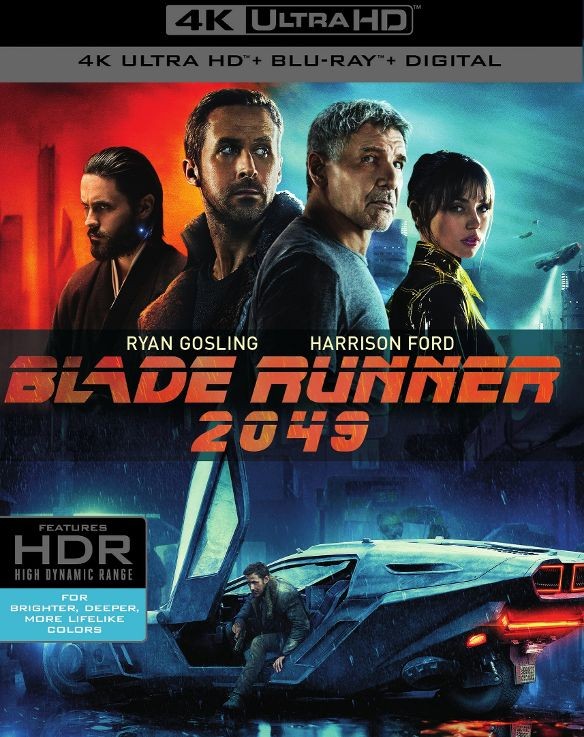 4K ULTRA HD™
4K ULTRA HD™ + BLU-RAY™ + DIGITAL
RYAN GOSLING HARRISON FORD
BLADE RUNNER
2049
FEATURES
HDR
HIGH DYNAMIC RANGE
FOR
BRIGHTER, DEEPER,
MORE LIFELIKE
COLORS